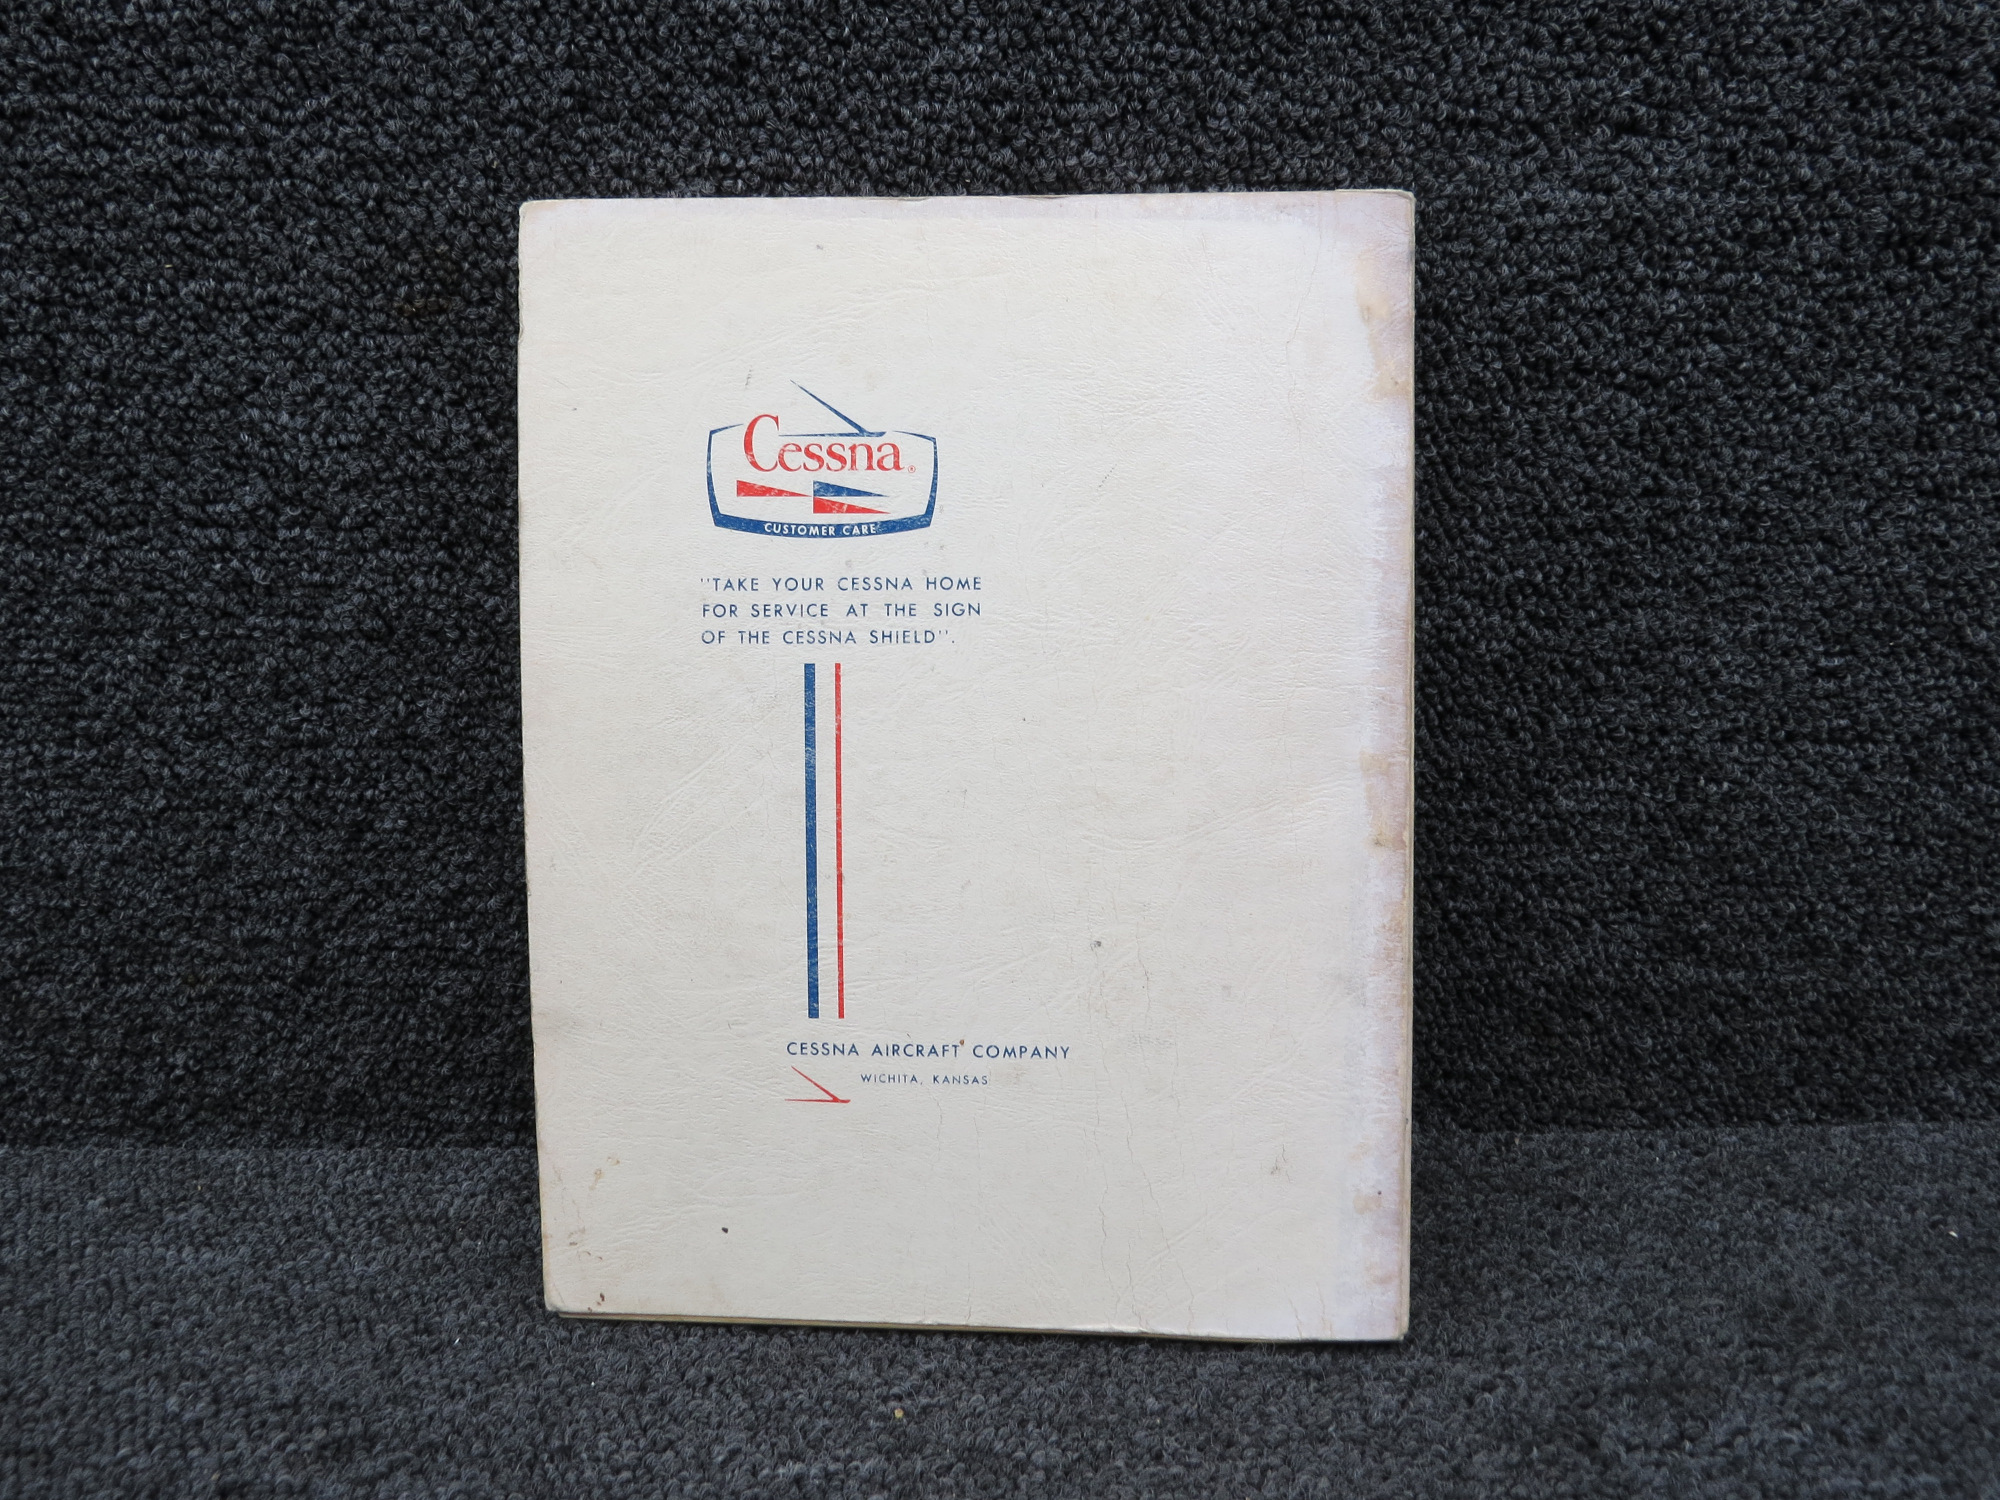 Cessna®
CUSTOMER CARE
"TAKE YOUR CESSNA HOME
FOR SERVICE AT THE SIGN
OF THE CESSNA SHIELD".
CESSNA AIRCRAFT COMPANY
WICHITA, KANSAS